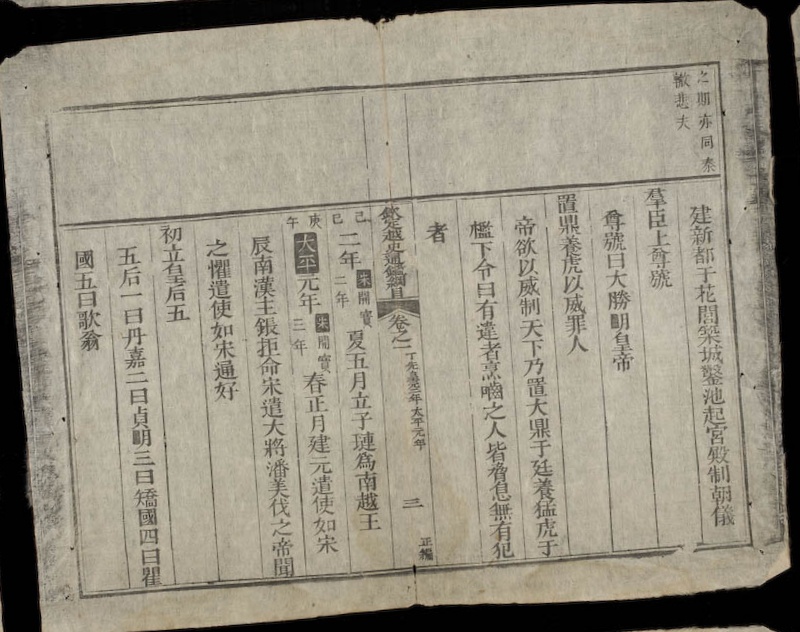 之期亦同秦
轍悲夫
建新都于花閭築城鑿池起宮殿制朝儀
羣臣上尊號
尊號曰大勝明皇帝
置鼎養虎以威罪人
帝欲以威制天下乃置大鼎于廷養猛虎于
檻下令曰有違者烹嚙之人皆脅息無有犯
者
欽定越史通鑑綱目 卷之一 丁先皇二年太平元年 三 正編
己巳
二年 宋開寶二年 夏五月立子璉爲南越王
庚午
太平元年 宋開寶三年 春正月建元遣使如宋
辰南漢主鋹拒命宋遣大將潘美伐之帝聞
之懼遣使如宋通好
初立皇后五
五后一曰丹嘉二曰貞明三曰矯國四曰瞿
國五曰歌翁